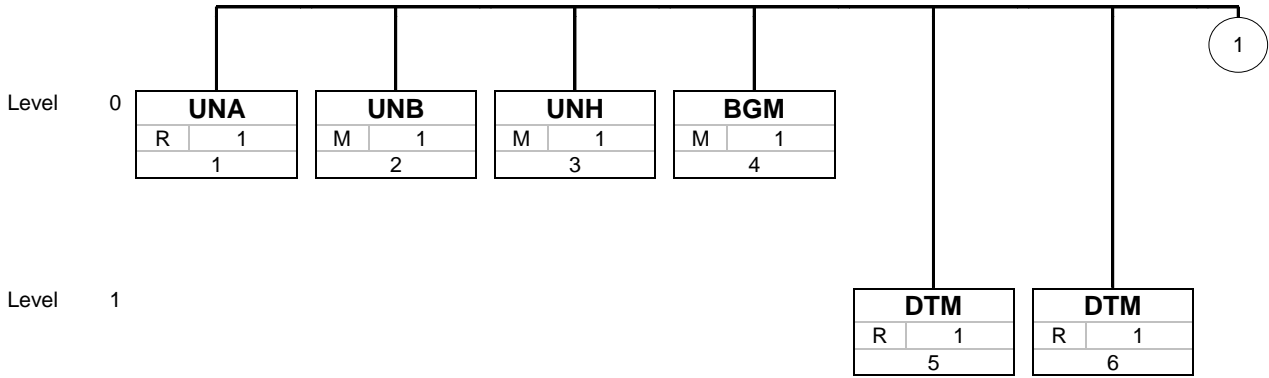 1
Level 0 UNA UNB UNH BGM
R 1 M 1 M 1 M 1
1 2 3 4
Level 1 DTM DTM
R 1 R 1
5 6